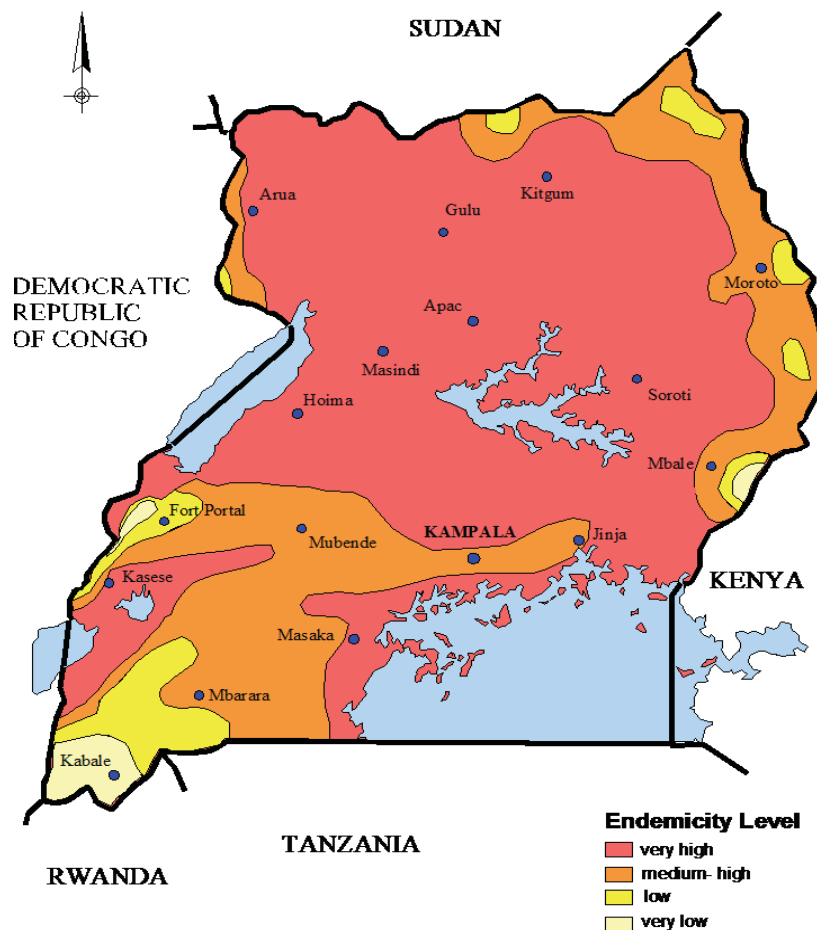 SUDAN
Kitgum
Arua
Gulu
DEMOCRATIC
REPUBLIC
OF CONGO
Moroto
Apac
Masindi
Soroti
Hoima
Mbale
Fort Portal
KAMPALA
Mubende
Jinja
Kasese
KENYA
Masaka
Mbarara
Kabale
TANZANIA
RWANDA
Endemicity Level
very high
medium- high
low
very low